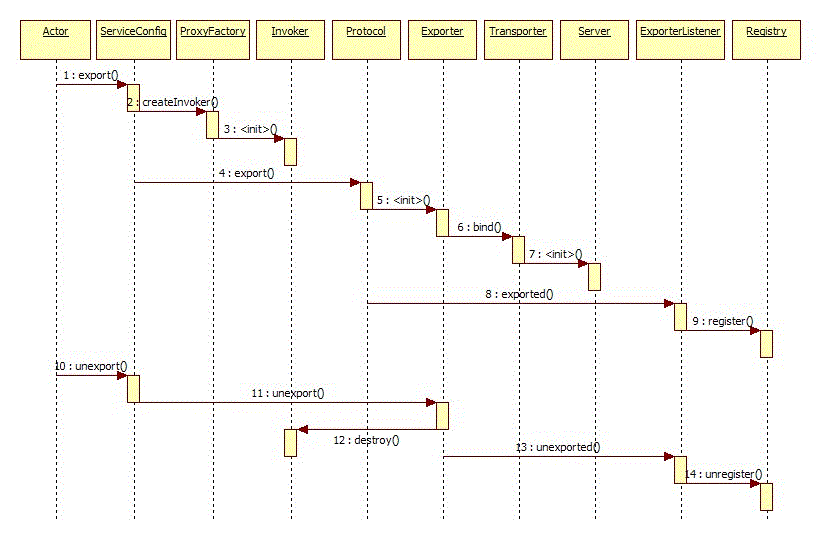 Actor
ServiceConfig
ProxyFactory
Invoker
Protocol
Exporter
Transporter
Server
ExporterListener
Registry
1 : export()
2 : createInvoker()
3 : <init>()
4 : export()
5 : <init>()
6 : bind()
7 : <init>()
8 : exported()
9 : register()
10 : unexport()
11 : unexport()
12 : destroy()
13 : unexported()
14 : unregister()